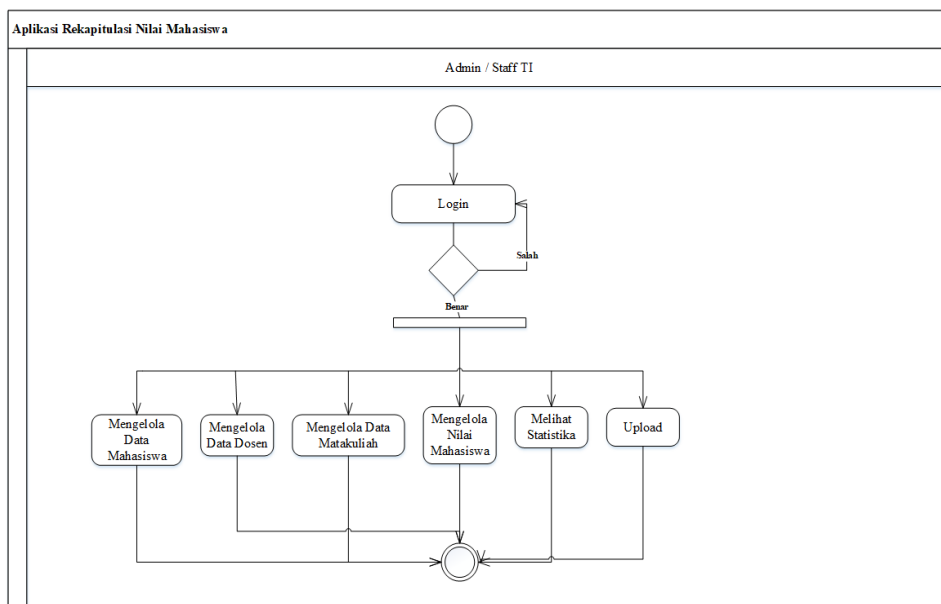 Aplikasi Rekapitulasi Nilai Mahasiswa
Admin / Staff TI
Login
Salah
Benar
Mengelola
Data
Mahasiswa
Mengelola
Data Dosen
Mengelola Data
Matakuliah
Mengelola
Nilai
Mahasiswa
Melihat
Statistika
Upload